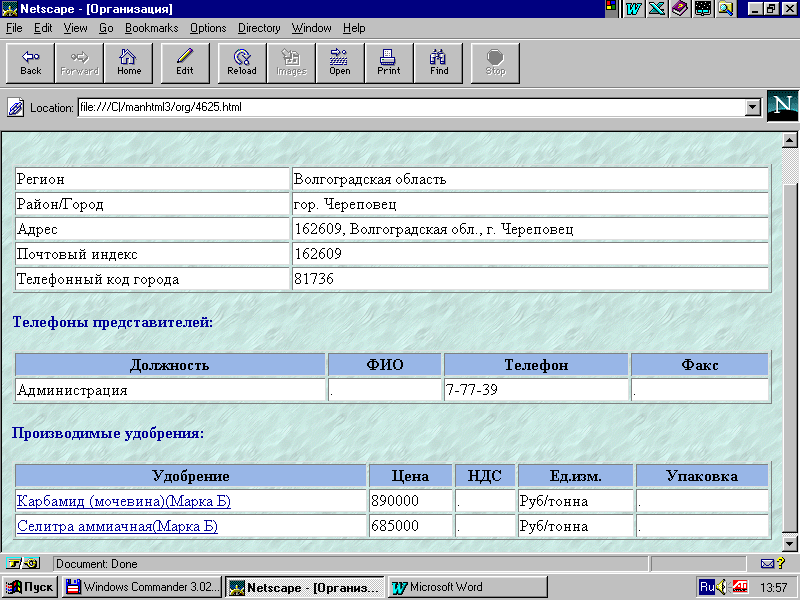 Netscape - [Организация]
File Edit View Go Bookmarks Options Directory Window Help
Back Forward Home Edit Reload Images Open Print Find Stop
Location: file:///C|/manhtml3/org/4625.html
N
Регион Волгоградская область
Район/Город гор. Череповец
Адрес 162609, Волгоградская обл., г. Череповец
Почтовый индекс 162609
Телефонный код города 81736
Телефоны представителей:
Должность ФИО Телефон Факс
Администрация . 7-77-39 .
Производимые удобрения:
Удобрение Цена НДС Ед.изм. Упаковка
Карбамид (мочевина)(Марка Б) 890000 . Руб/тонна .
Селитра аммиачная(Марка Б) 685000 . Руб/тонна .
Document: Done
Пуск Windows Commander 3.02... Netscape - [Организ... Microsoft Word Ru 13:57